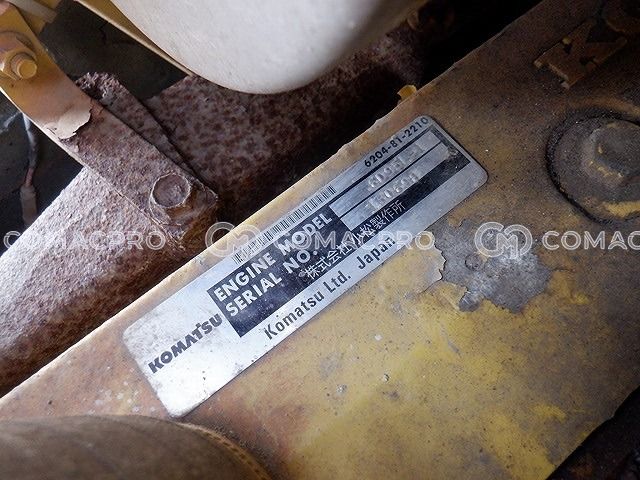 6204-81-2210
ENGINE MODEL
SERIAL NO.
KOMATSU
株式会社小松製作所
Komatsu Ltd. Japan
COMACPRO
COMACPRO
COMACPRO